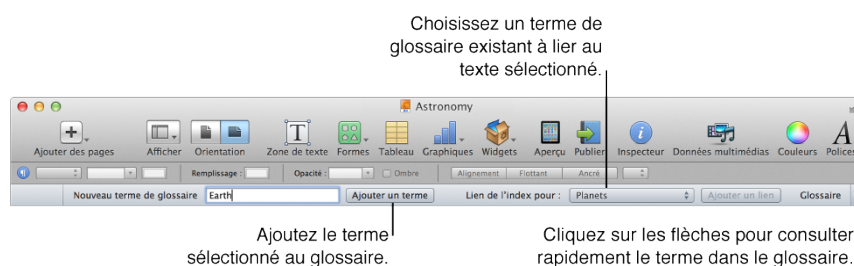 Choisissez un terme de
glossaire existant à lier au
texte sélectionné.
Astronomy
Ajouter des pages
Afficher
Orientation
T
Zone de texte
Formes
Tableau
Graphiques
Widgets
Aperçu
Publier
Inspecteur
Données multimédias
Couleurs
A
Polices
Remplissage :
Opacité :
Ombre
Alignement
Flottant
Ancré
Nouveau terme de glossaire
Earth
Ajouter un terme
Lien de l'index pour :
Planets
Ajouter un lien
Glossaire
Ajoutez le terme
sélectionné au glossaire.
Cliquez sur les flèches pour consulter
rapidement le terme dans le glossaire.